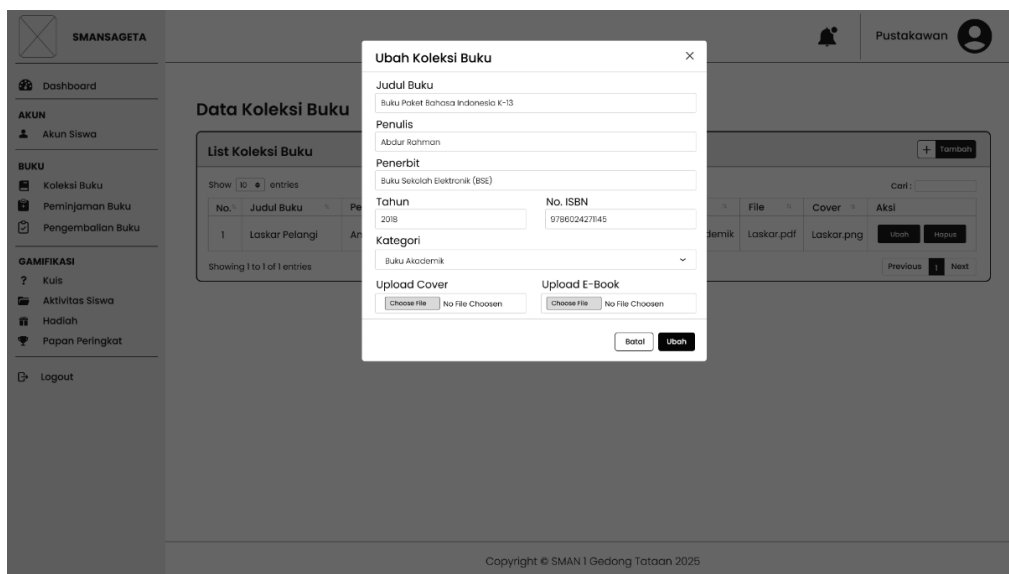 SMANSAGETA
Pustakawan
Dashboard
AKUN
Akun Siswa
BUKU
Koleksi Buku
Peminjaman Buku
Pengembalian Buku
GAMIFIKASI
? Kuis
Aktivitas Siswa
Hadiah
Papan Peringkat
Logout
Data Koleksi Buku
List Koleksi Buku
+ Tambah
Show 10 entries
Cari :
No. Judul Buku Pe File Cover Aksi
1 Laskar Pelangi An demik Laskar.pdf Laskar.png Ubah Hapus
Showing 1 to 1 of 1 entries
Previous 1 Next
Ubah Koleksi Buku ×
Judul Buku
Buku Paket Bahasa Indonesia K-13
Penulis
Abdur Rahman
Penerbit
Buku Sekolah Elektronik (BSE)
Tahun No. ISBN
2018 9786024271145
Kategori
Buku Akademik
Upload Cover Upload E-Book
Choose File No File Choosen Choose File No File Choosen
Batal Ubah
Copyright © SMAN 1 Gedong Tataan 2025